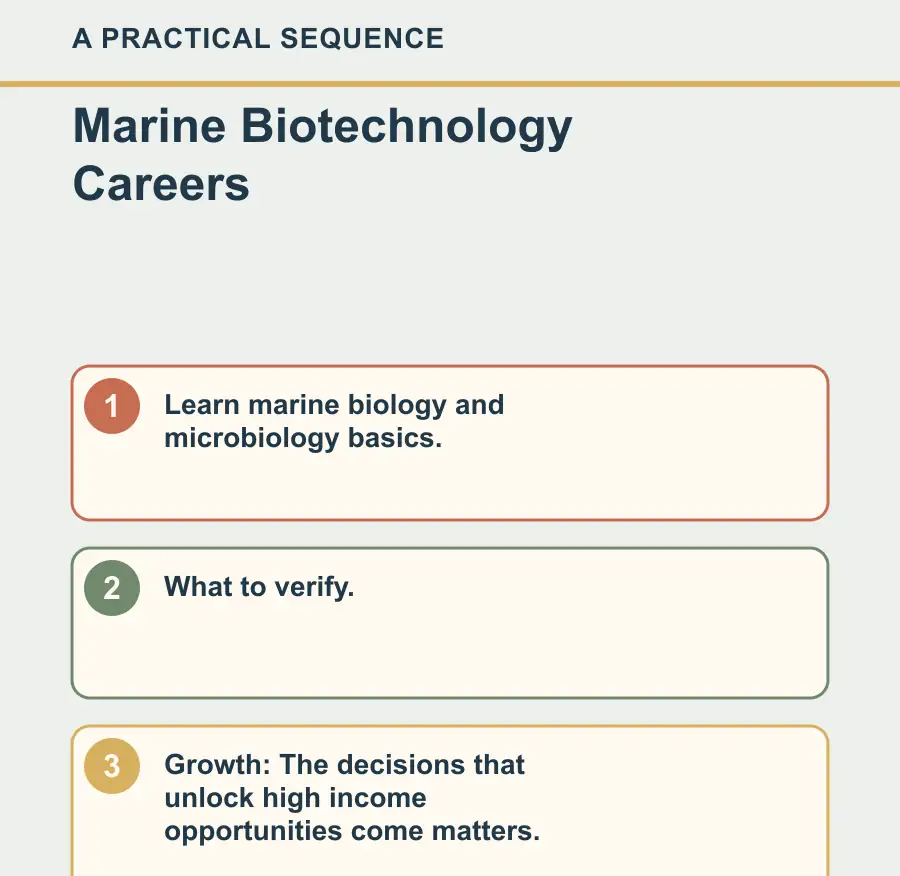 A PRACTICAL SEQUENCE
Marine Biotechnology
Careers
1
Learn marine biology and
microbiology basics.
2
What to verify.
3
Growth: The decisions that
unlock high income
opportunities come matters.